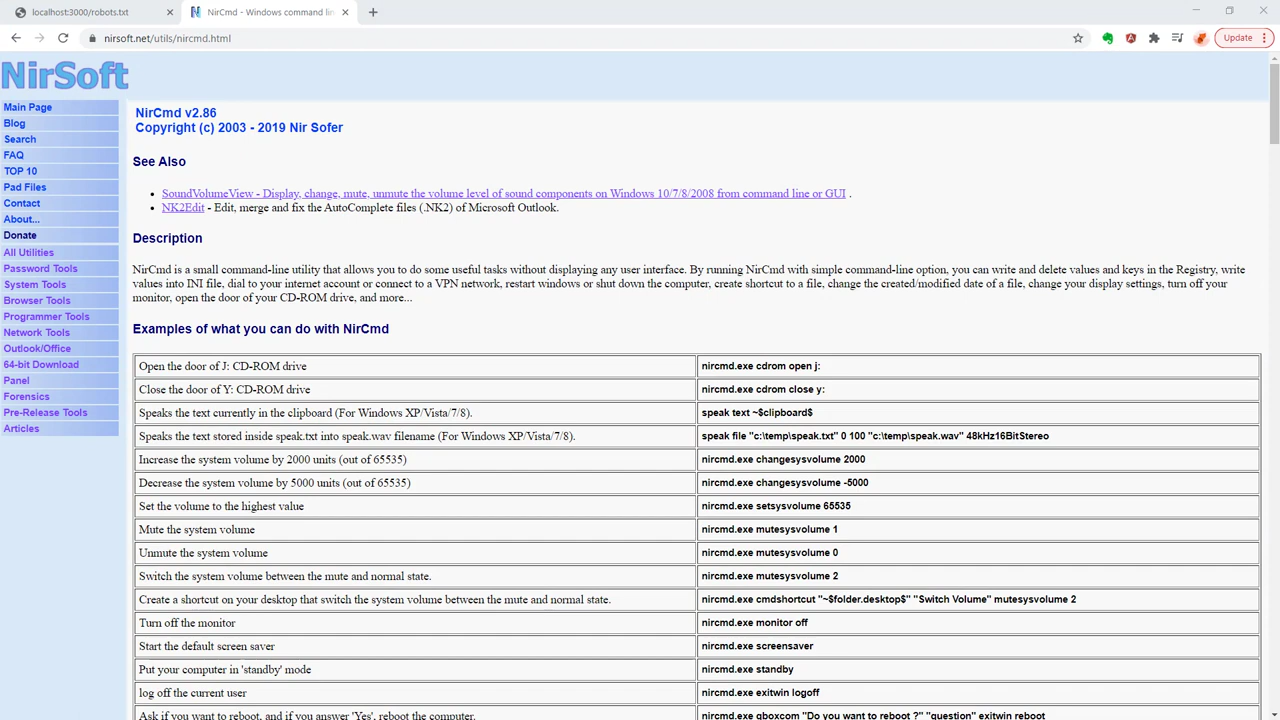 localhost:3000/robots.txt
NirCmd - Windows command lin
nirsoft.net/utils/nircmd.html
Update
NirSoft
Main Page
Blog
Search
FAQ
TOP 10
Pad Files
Contact
About...
Donate
All Utilities
Password Tools
System Tools
Browser Tools
Programmer Tools
Network Tools
Outlook/Office
64-bit Download
Panel
Forensics
Pre-Release Tools
Articles
NirCmd v2.86
Copyright (c) 2003 - 2019 Nir Sofer
See Also
• SoundVolumeView - Display, change, mute, unmute the volume level of sound components on Windows 10/7/8/2008 from command line or GUI .
• NK2Edit - Edit, merge and fix the AutoComplete files (.NK2) of Microsoft Outlook.
Description
NirCmd is a small command-line utility that allows you to do some useful tasks without displaying any user interface. By running NirCmd with simple command-line option, you can write and delete values and keys in the Registry, write
values into INI file, dial to your internet account or connect to a VPN network, restart windows or shut down the computer, create shortcut to a file, change the created/modified date of a file, change your display settings, turn off your
monitor, open the door of your CD-ROM drive, and more...
Examples of what you can do with NirCmd
Open the door of J: CD-ROM drive nircmd.exe cdrom open j:
Close the door of Y: CD-ROM drive nircmd.exe cdrom close y:
Speaks the text currently in the clipboard (For Windows XP/Vista/7/8). speak text ~$clipboard$
Speaks the text stored inside speak.txt into speak.wav filename (For Windows XP/Vista/7/8). speak file "c:\temp\speak.txt" 0 100 "c:\temp\speak.wav" 48kHz16BitStereo
Increase the system volume by 2000 units (out of 65535) nircmd.exe changesysvolume 2000
Decrease the system volume by 5000 units (out of 65535) nircmd.exe changesysvolume -5000
Set the volume to the highest value nircmd.exe setsysvolume 65535
Mute the system volume nircmd.exe mutesysvolume 1
Unmute the system volume nircmd.exe mutesysvolume 0
Switch the system volume between the mute and normal state. nircmd.exe mutesysvolume 2
Create a shortcut on your desktop that switch the system volume between the mute and normal state. nircmd.exe cmdshortcut "~$folder.desktop$" "Switch Volume" mutesysvolume 2
Turn off the monitor nircmd.exe monitor off
Start the default screen saver nircmd.exe screensaver
Put your computer in 'standby' mode nircmd.exe standby
log off the current user nircmd.exe exitwin logoff
Ask if you want to reboot, and if you answer 'Yes', reboot the computer. nircmd.exe qboxcom "Do you want to reboot ?" "question" exitwin reboot